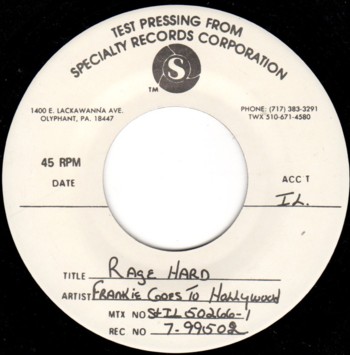 TEST PRESSING FROM
SPECIALTY RECORDS CORPORATION
S
TM
1400 E. LACKAWANNA AVE.
OLYPHANT, PA. 18447
PHONE: (717) 383-3291
TWX 510-671-4580
45 RPM
DATE
ACC T
IL.
TITLE RAGE HARD
ARTIST FRANKIE GOES TO HOLLYWOOD
MTX NO StIL 50266-1
REC NO 7-99502